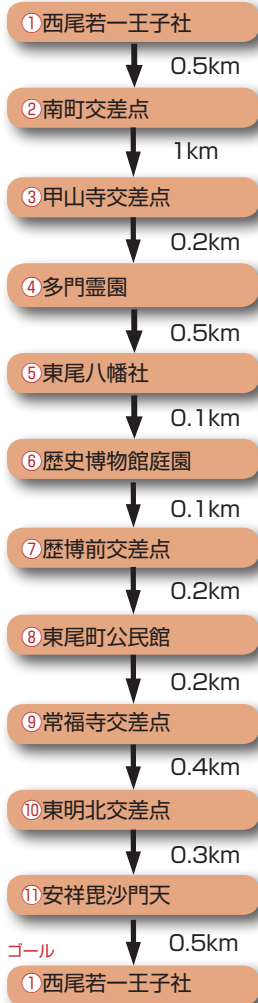 ①西尾若一王子社
0.5km
②南町交差点
1km
③甲山寺交差点
0.2km
④多門霊園
0.5km
⑤東尾八幡社
0.1km
⑥歴史博物館庭園
0.1km
⑦歴博前交差点
0.2km
⑧東尾町公民館
0.2km
⑨常福寺交差点
0.4km
⑩東明北交差点
0.3km
⑪安祥毘沙門天
0.5km
ゴール
①西尾若一王子社